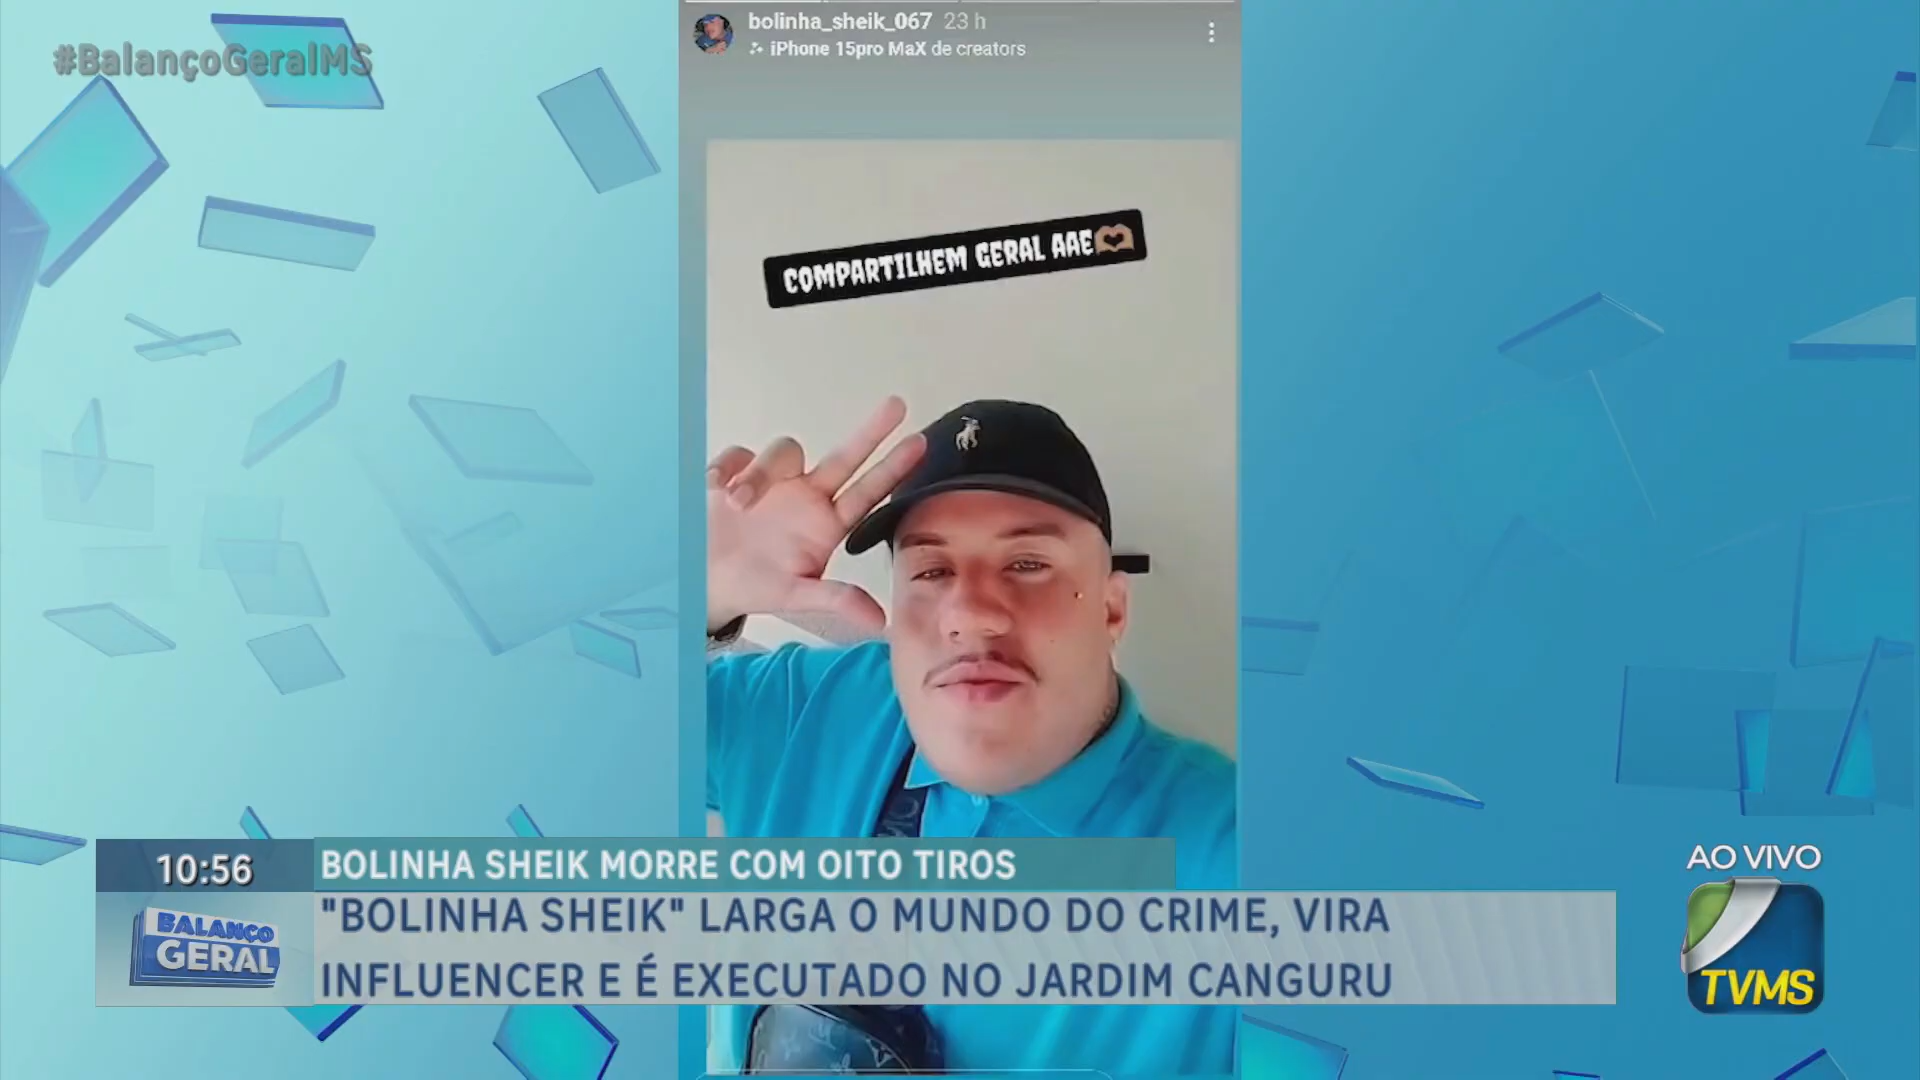 #BalançoGeralMS
bolinha_sheik_067 23 h
iPhone 15pro MaX de creators
COMPARTILHEM GERAL AAE🫶🏽
10:56
BOLINHA SHEIK MORRE COM OITO TIROS
"BOLINHA SHEIK" LARGA O MUNDO DO CRIME, VIRA
INFLUENCER E É EXECUTADO NO JARDIM CANGURU
BALANÇO
GERAL
AO VIVO
TVMS